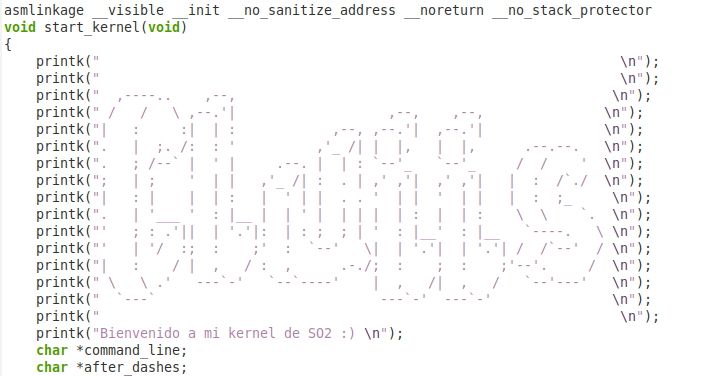 asmlinkage __visible __init __no_sanitize_address __noreturn __no_stack_protector
void start_kernel(void)
{
    printk("                                                                 \n");
    printk("                                                                 \n");
    printk("  ,----..    ,--,                                               \n");
    printk(" /   /   \ ,--.'|                   ,--,    ,--,               \n");
    printk("|   :     :|  | :            ,--, ,--.'|  ,--.'|               \n");
    printk(".   |  ;. /:  : '          ,'_ /| |  |,   |  |,      .--.--.   \n");
    printk(".   ; /--` |  ' |     .--. |  | : `--'_   `--'_     /  /    '  \n");
    printk(";   | ;    '  | |   ,'_ /| :  . | ,' ,'|  ,' ,'|   |  :  /`./  \n");
    printk("|   : |    |  | :   |  ' | |  . . '  | |  '  | |   |  :  ;_     \n");
    printk(".   | '___ '  : |__ |  | ' |  | | |  | :  |  | :    \  \    `.  \n");
    printk("'   ; : .'||  | '.'|:  | : ;  ; | '  : |__'  : |__   `----.   \ \n");
    printk("'   | '/  :;  :    ;'  :  `--'   \|  | '.'|  | '.'| /  /`--'  / \n");
    printk("|   :    / |  ,   / :  ,      .-./;  :    ;  :    ;'--'.     /  \n");
    printk(" \   \ .'   ---`-'   `--`----'    |  ,   /|  ,   /   `--'---'   \n");
    printk("  `---`                            ---`-'  ---`-'               \n");
    printk("                                                                 \n");
    printk("Bienvenido a mi kernel de SO2 :) \n");
    char *command_line;
    char *after_dashes;